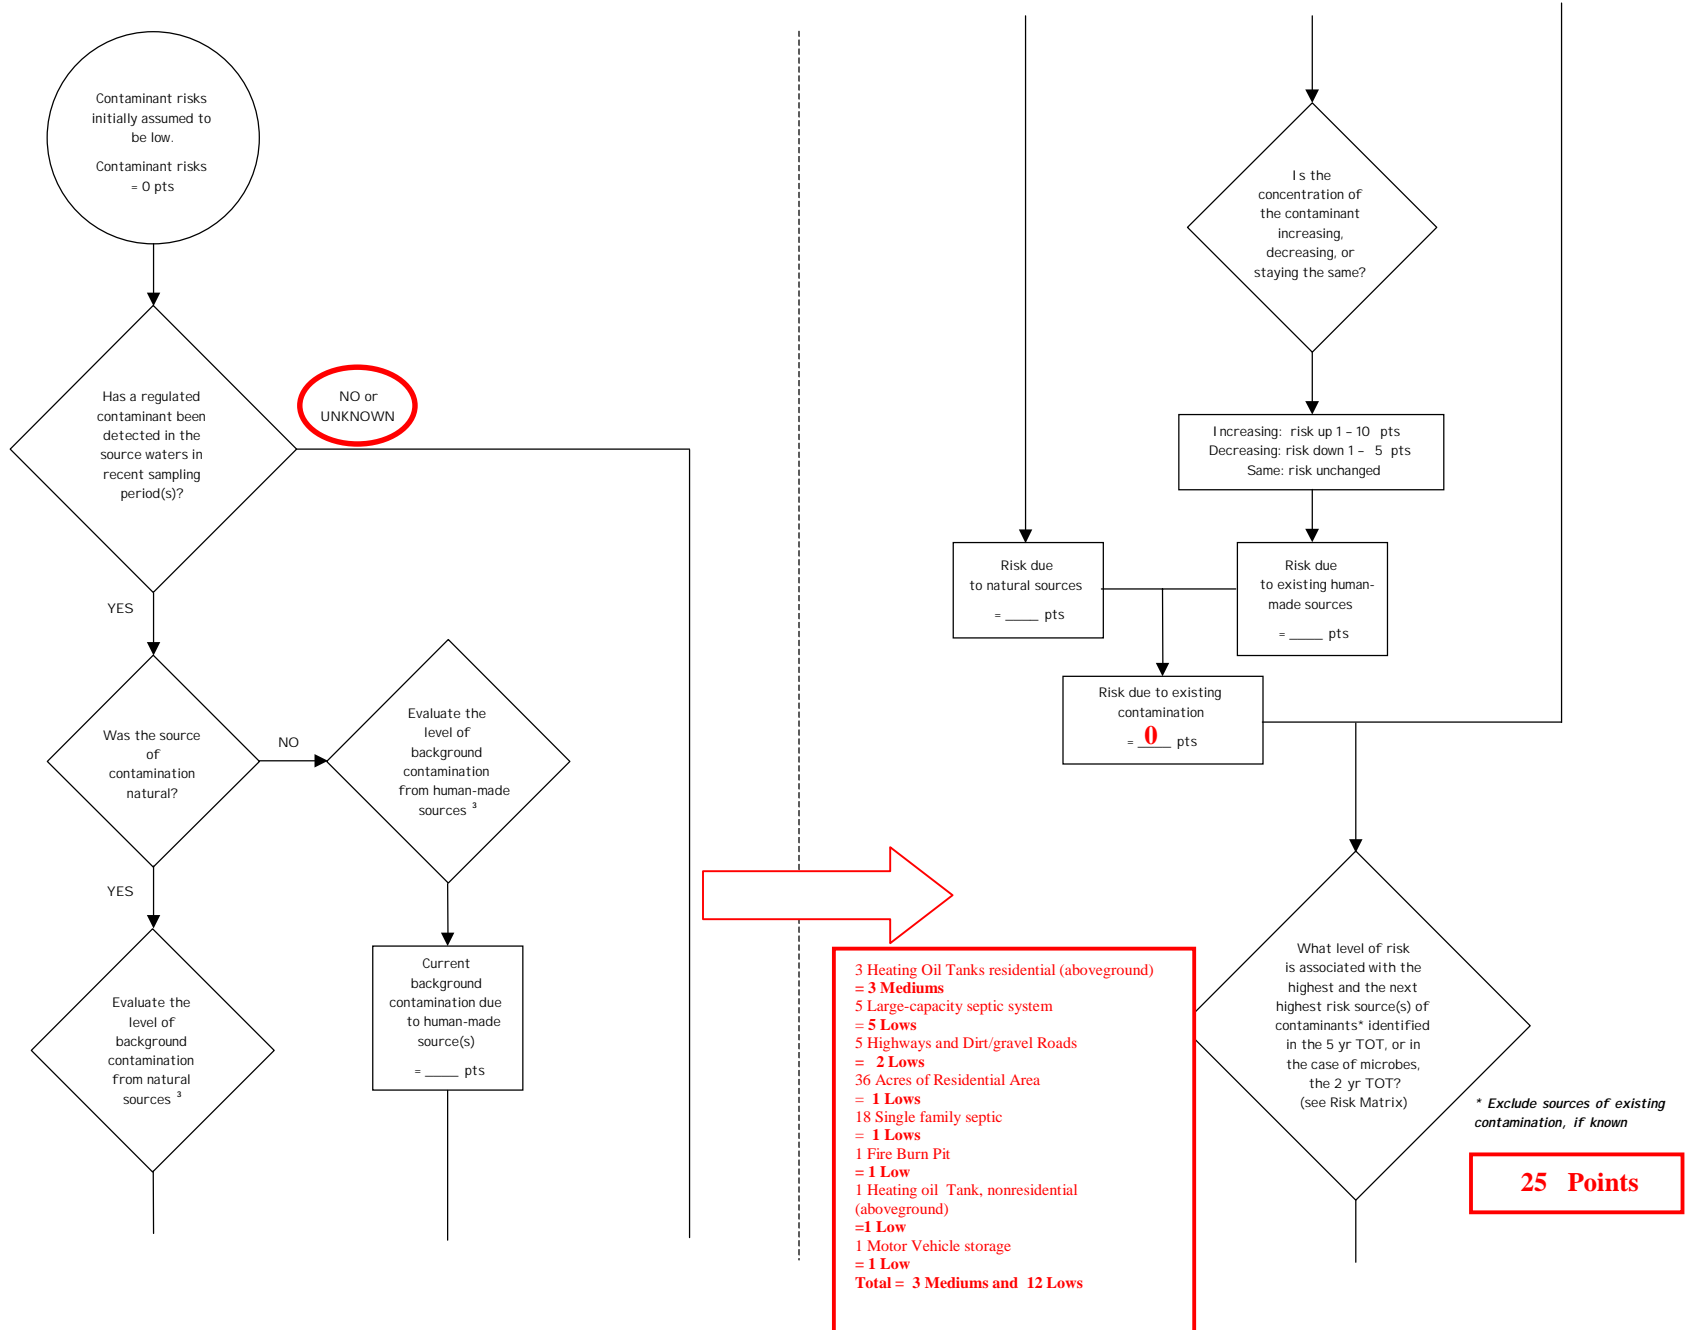 Contaminant risks
initially assumed to
be low.
Contaminant risks
= 0 pts
Has a regulated
contaminant been
detected in the
source waters in
recent sampling
period(s)?
NO or
UNKNOWN
YES
Was the source
of
contamination
natural?
NO
Evaluate the
level of
background
contamination
from human-made
sources ³
YES
Evaluate the
level of
background
contamination
from natural
sources ³
Current
background
contamination due
to human-made
source(s)
= ____ pts
Is the
concentration of
the contaminant
increasing,
decreasing, or
staying the same?
Increasing: risk up 1 – 10 pts
Decreasing: risk down 1 – 5 pts
Same: risk unchanged
Risk due
to natural sources
= ____ pts
Risk due
to existing human-
made sources
= ____ pts
Risk due to existing
contamination
= 0 pts
3 Heating Oil Tanks residential (aboveground)
= 3 Mediums
5 Large-capacity septic system
= 5 Lows
5 Highways and Dirt/gravel Roads
= 2 Lows
36 Acres of Residential Area
= 1 Lows
18 Single family septic
= 1 Lows
1 Fire Burn Pit
= 1 Low
1 Heating oil Tank, nonresidential
(aboveground)
=1 Low
1 Motor Vehicle storage
= 1 Low
Total = 3 Mediums and 12 Lows
What level of risk
is associated with the
highest and the next
highest risk source(s) of
contaminants* identified
in the 5 yr TOT, or in
the case of microbes,
the 2 yr TOT?
(see Risk Matrix)
* Exclude sources of existing
contamination, if known
25 Points